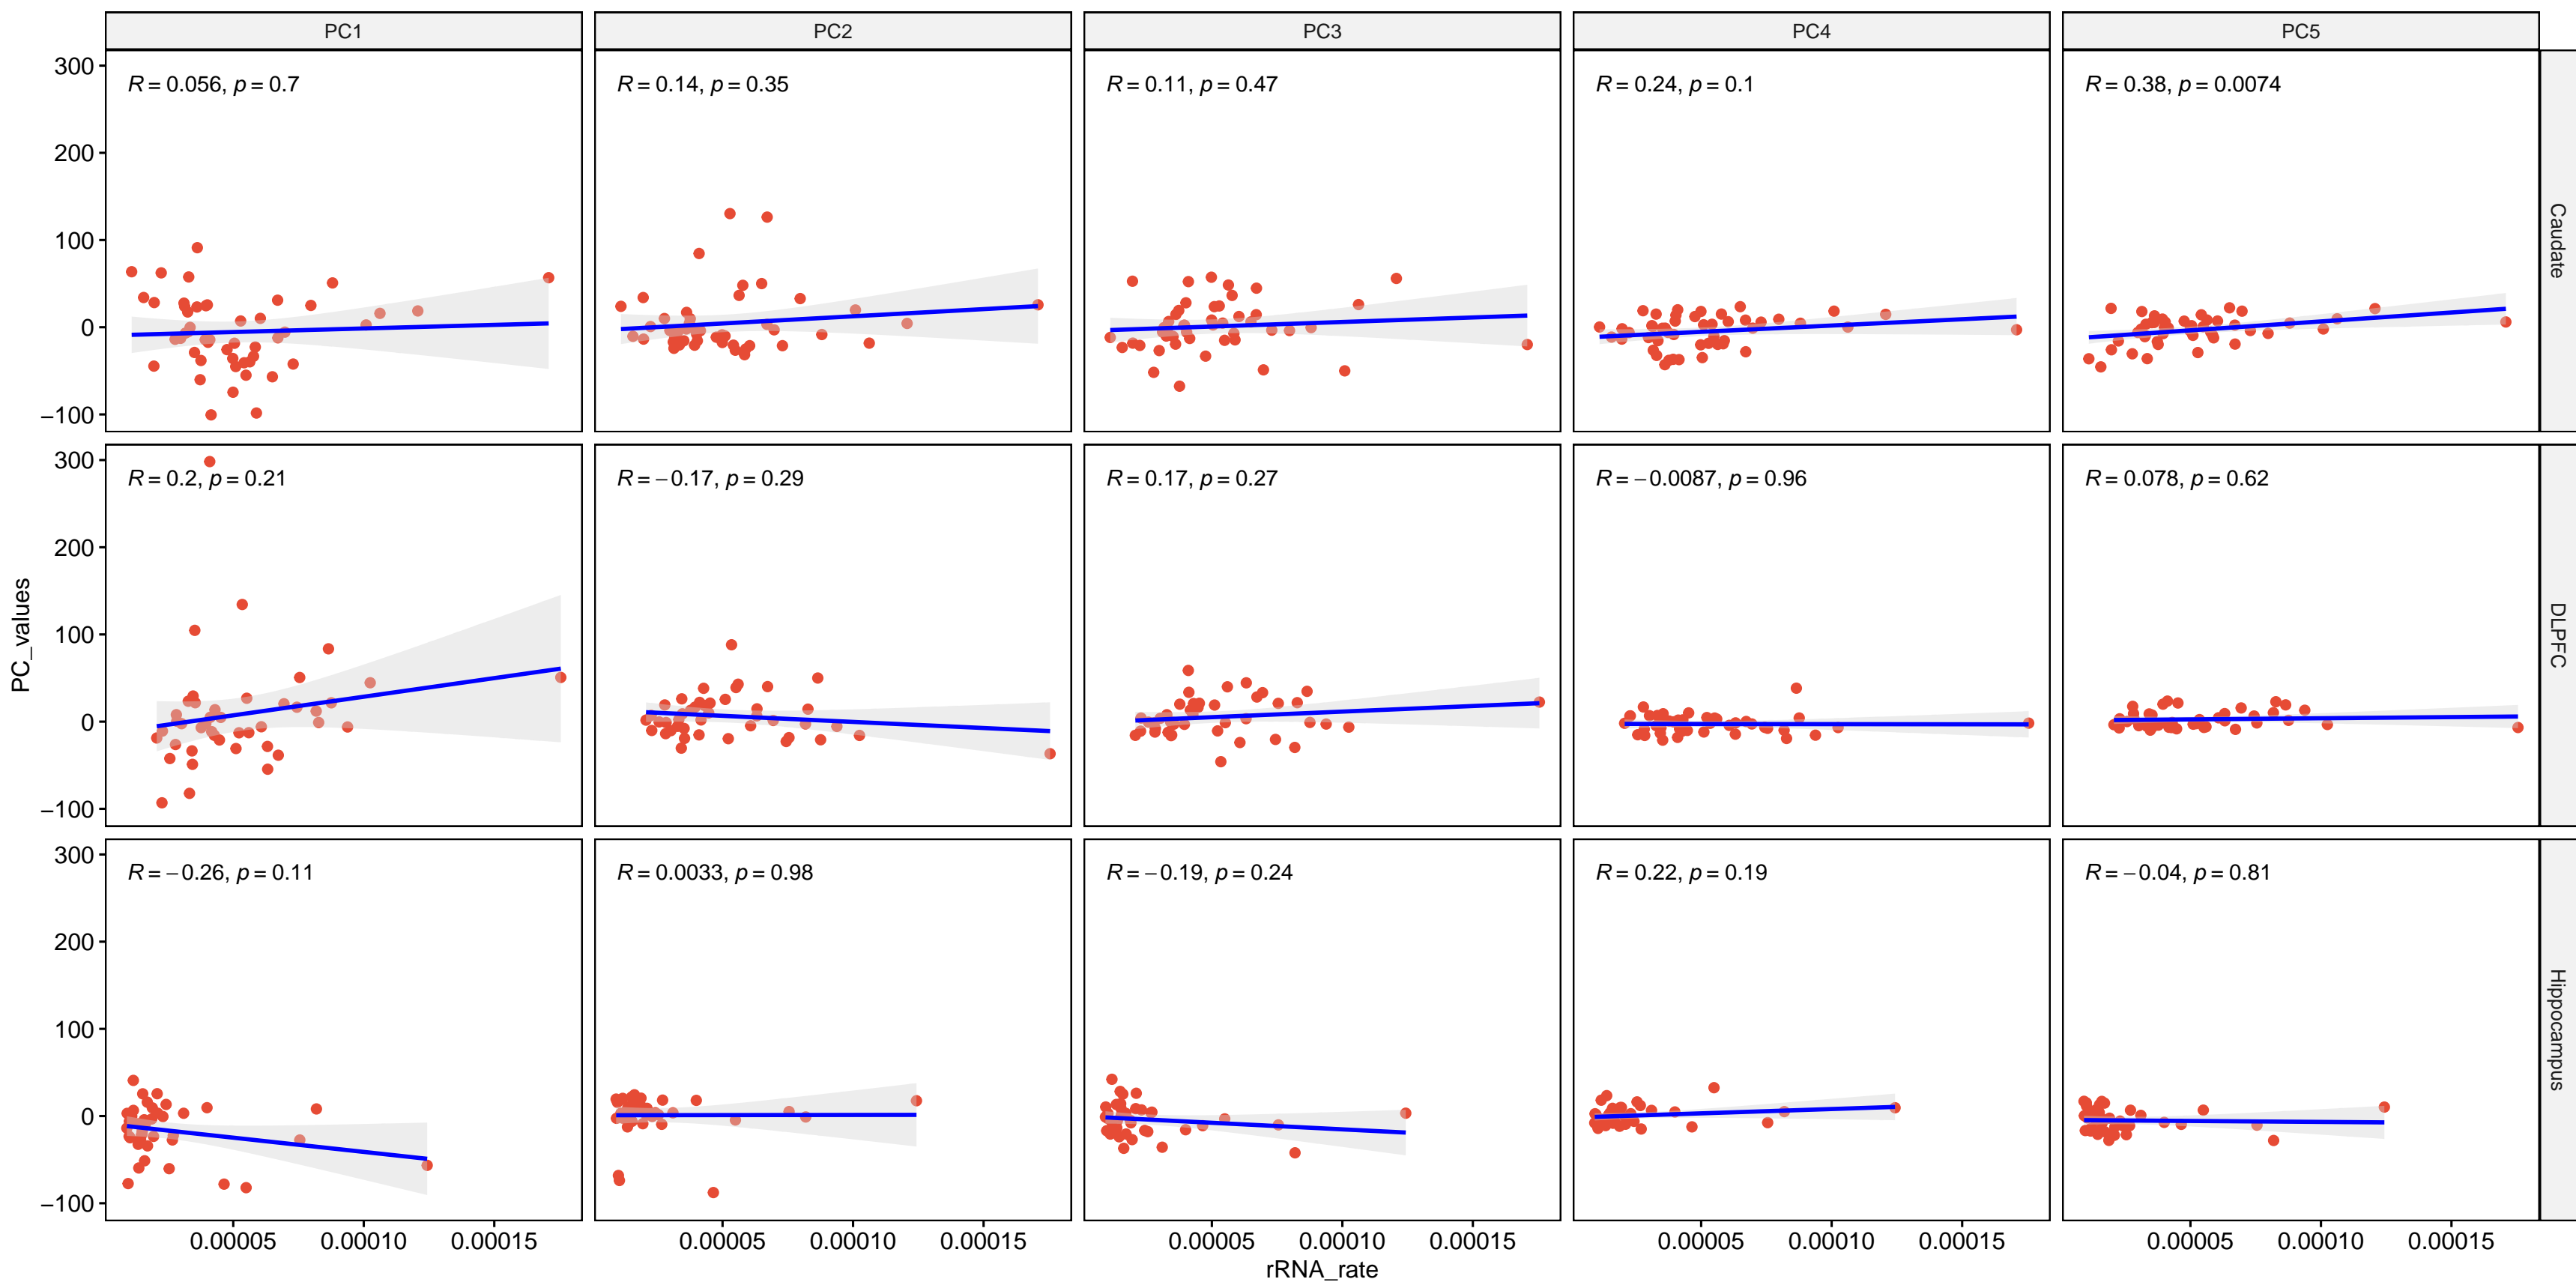 PC1 PC2 PC3 PC4 PC5
300 R = 0.056, p = 0.7 R = 0.14, p = 0.35 R = 0.11, p = 0.47 R = 0.24, p = 0.1 R = 0.38, p = 0.0074
200
100
0
−100
Caudate
300 R = 0.2, p = 0.21 R = −0.17, p = 0.29 R = 0.17, p = 0.27 R = −0.0087, p = 0.96 R = 0.078, p = 0.62
200
100
0
−100
DLPFC
PC_values
300 R = −0.26, p = 0.11 R = 0.0033, p = 0.98 R = −0.19, p = 0.24 R = 0.22, p = 0.19 R = −0.04, p = 0.81
200
100
0
−100
Hippocampus
0.00005 0.00010 0.00015 0.00005 0.00010 0.00015 0.00005 0.00010 0.00015 0.00005 0.00010 0.00015 0.00005 0.00010 0.00015
rRNA_rate